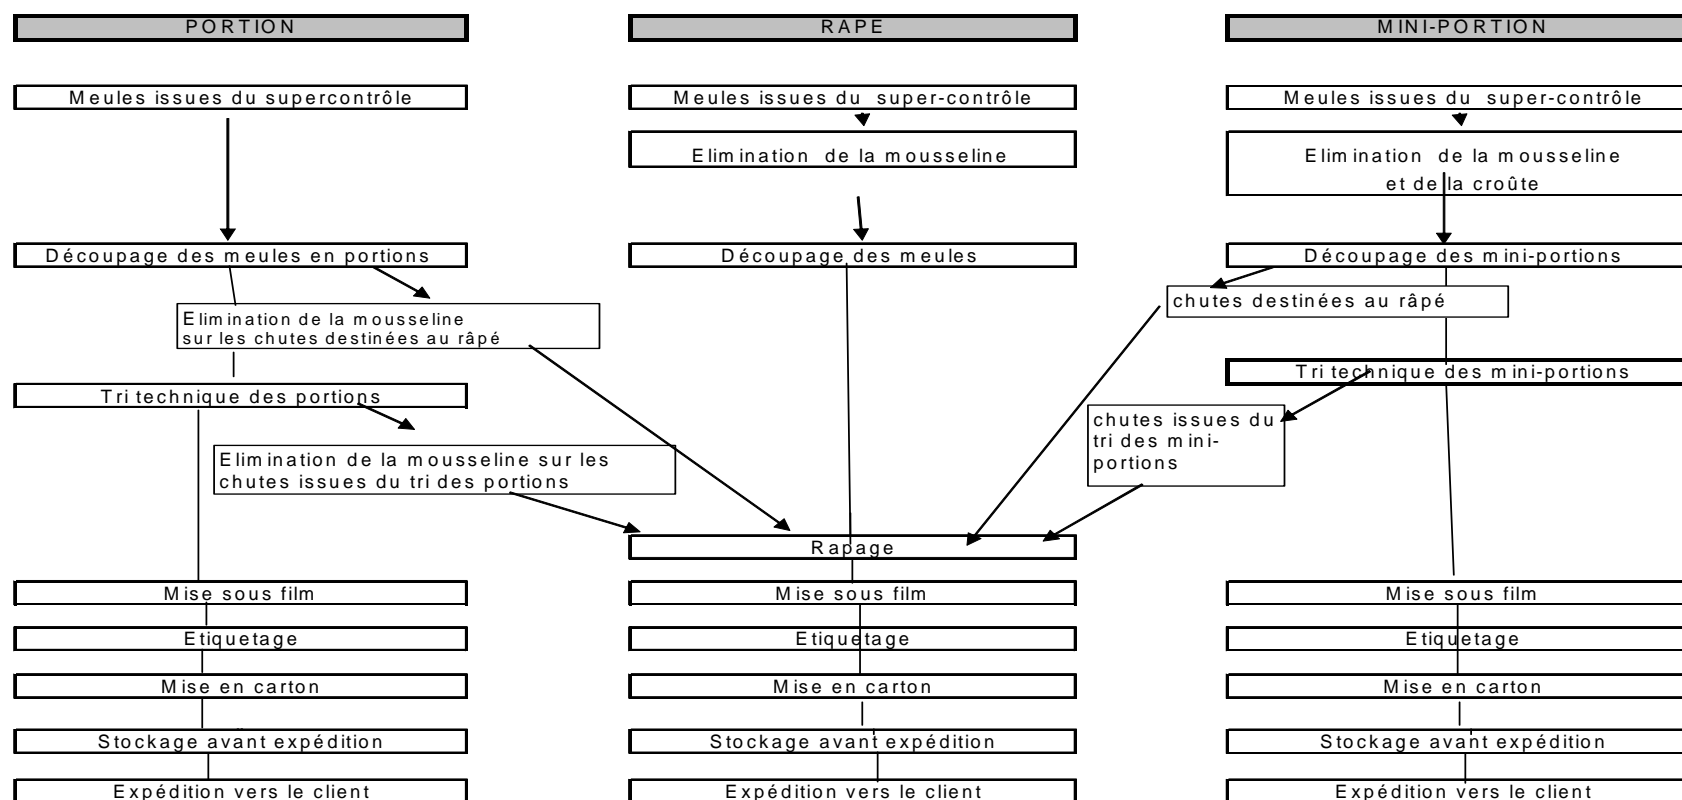 PORTION
RAPE
MINI-PORTION
Meules issues du supercontrôle
Meules issues du super-contrôle
Meules issues du super-contrôle
Elimination de la mousseline
Elimination de la mousseline
et de la croûte
Découpage des meules en portions
Découpage des meules
Découpage des mini-portions
Elimination de la mousseline
sur les chutes destinées au râpé
chutes destinées au râpé
Tri technique des portions
Tri technique des mini-portions
chutes issues du
tri des mini-
portions
Elimination de la mousseline sur les
chutes issues du tri des portions
Rapage
Mise sous film
Mise sous film
Mise sous film
Etiquetage
Etiquetage
Etiquetage
Mise en carton
Mise en carton
Mise en carton
Stockage avant expédition
Stockage avant expédition
Stockage avant expédition
Expédition vers le client
Expédition vers le client
Expédition vers le client